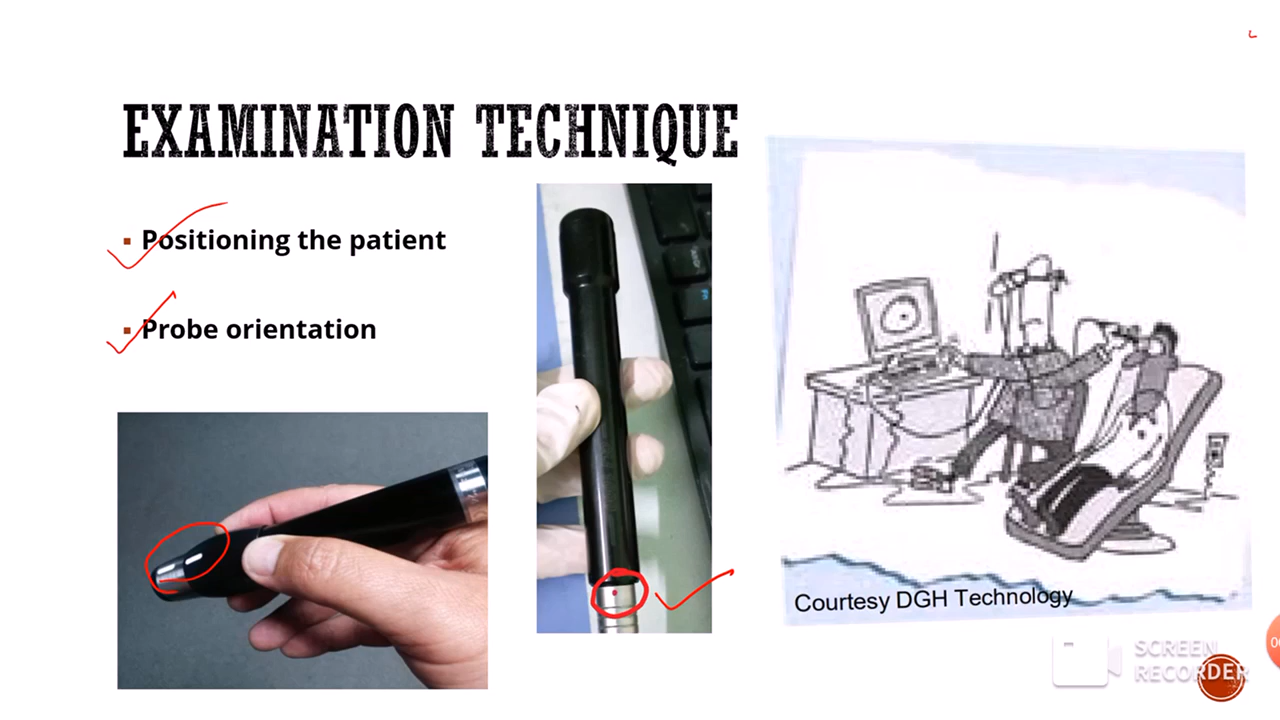 EXAMINATION TECHNIQUE
Positioning the patient
Probe orientation
Courtesy DGH Technology
SCREEN
RECORDER